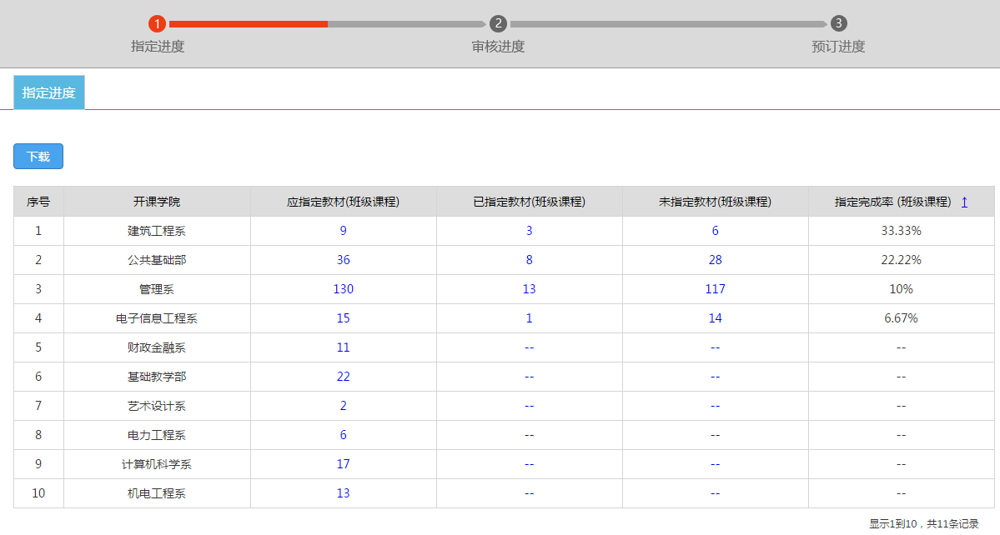 1 2 3
指定进度 审核进度 预订进度
指定进度
下载
序号 开课学院 应指定教材(班级课程) 已指定教材(班级课程) 未指定教材(班级课程) 指定完成率 (班级课程) ↑
1 建筑工程系 9 3 6 33.33%
2 公共基础部 36 8 28 22.22%
3 管理系 130 13 117 10%
4 电子信息工程系 15 1 14 6.67%
5 财政金融系 11 -- -- --
6 基础教学部 22 -- -- --
7 艺术设计系 2 -- -- --
8 电力工程系 6 -- -- --
9 计算机科学系 17 -- -- --
10 机电工程系 13 -- -- --
显示1到10，共11条记录